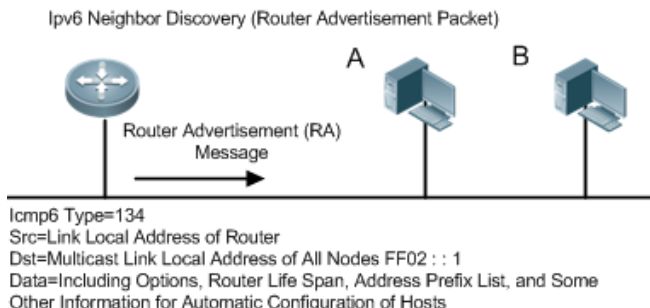 Ipv6 Neighbor Discovery (Router Advertisement Packet)
A
B
Router Advertisement (RA)
Message
Icmp6 Type=134
Src=Link Local Address of Router
Dst=Multicast Link Local Address of All Nodes FF02 : : 1
Data=Including Options, Router Life Span, Address Prefix List, and Some
Other Information for Automatic Configuration of Hosts